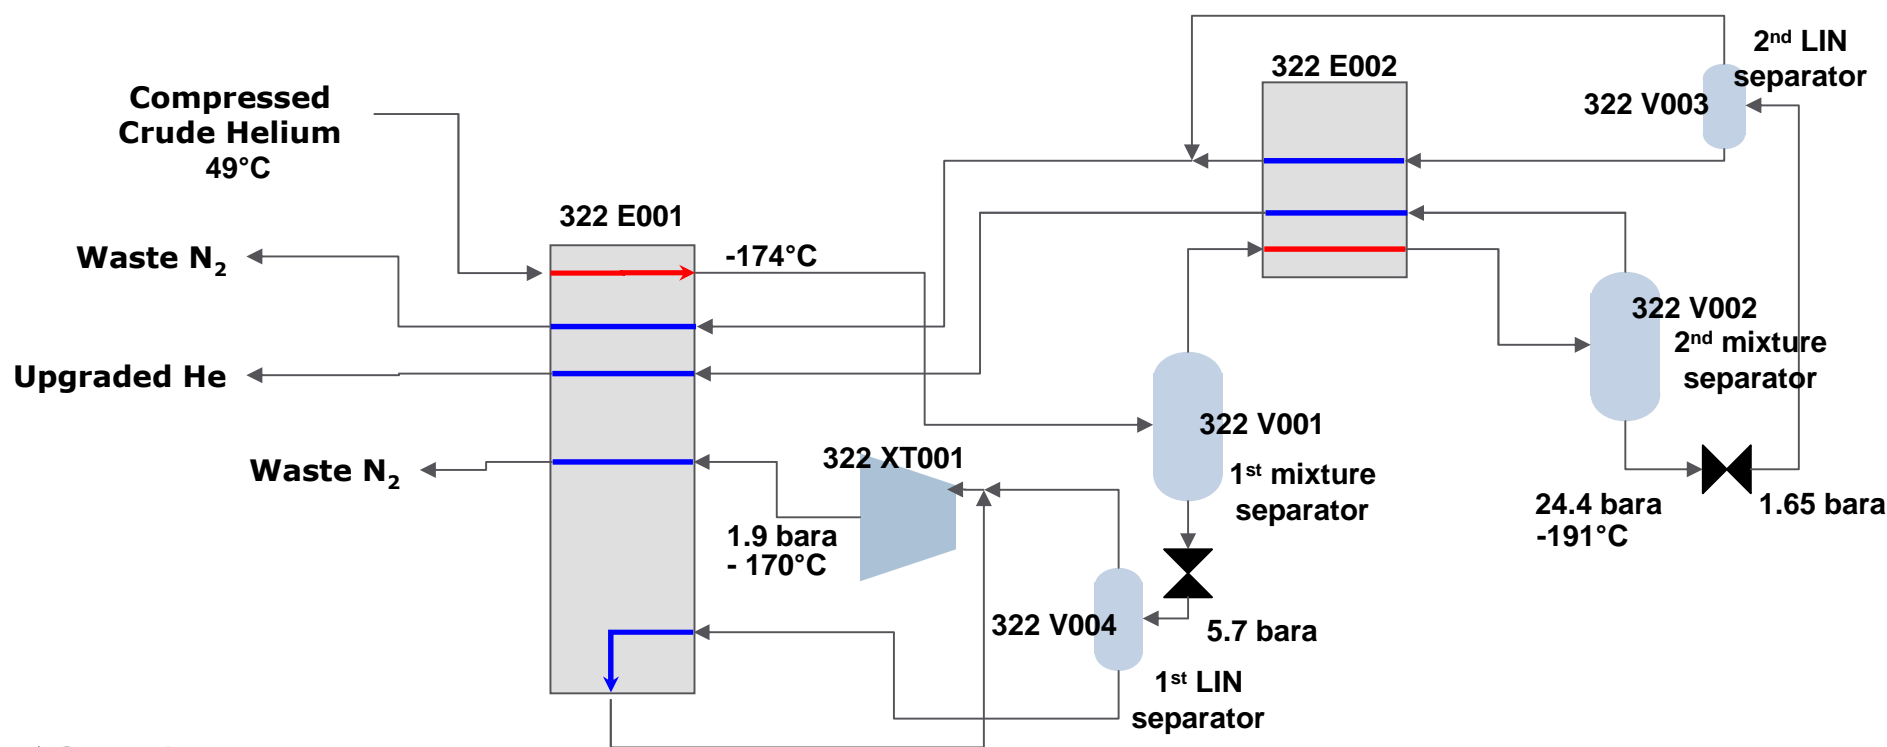 2nd LIN
separator
322 E002
Compressed
Crude Helium
49°C
322 V003
322 E001
Waste N2
-174°C
322 V002
2nd mixture
separator
Upgraded He
322 V001
322 XT001
Waste N2
1st mixture
separator
24.4 bara
-191°C
1.65 bara
1.9 bara
- 170°C
322 V004
5.7 bara
1st LIN
separator